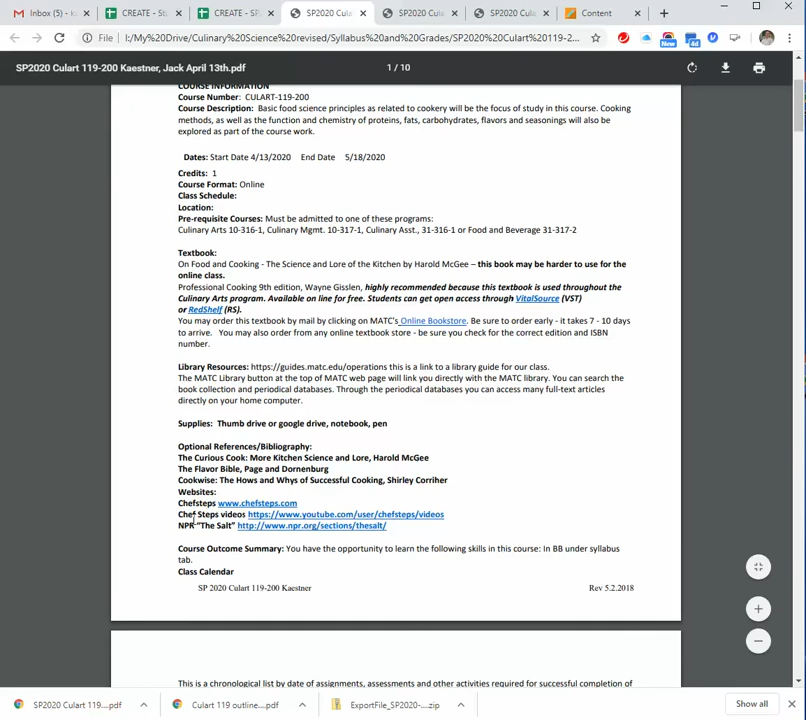 Inbox (5) - k
CREATE - St
CREATE - SP
SP2020 Cul
SP2020 Cul
SP2020 Cul
Content
File | I:/My%20Drive/Culinary%20Science%20revised/Syllabus%20and%20Grades/SP2020%20Culart%20119-2...
New
4d
SP2020 Culart 119-200 Kaestner, Jack April 13th.pdf
1 / 10
COURSE INFORMATION
Course Number: CULART-119-200
Course Description: Basic food science principles as related to cookery will be the focus of study in this course. Cooking
methods, as well as the function and chemistry of proteins, fats, carbohydrates, flavors and seasonings will also be
explored as part of the course work.
Dates: Start Date 4/13/2020 End Date 5/18/2020
Credits: 1
Course Format: Online
Class Schedule:
Location:
Pre-requisite Courses: Must be admitted to one of these programs:
Culinary Arts 10-316-1, Culinary Mgmt. 10-317-1, Culinary Asst., 31-316-1 or Food and Beverage 31-317-2
Textbook:
On Food and Cooking - The Science and Lore of the Kitchen by Harold McGee – this book may be harder to use for the
online class.
Professional Cooking 9th edition, Wayne Gisslen, highly recommended because this textbook is used throughout the
Culinary Arts program. Available on line for free. Students can get open access through VitalSource (VST)
or RedShelf (RS).
You may order this textbook by mail by clicking on MATC's Online Bookstore. Be sure to order early - it takes 7 - 10 days
to arrive. You may also order from any online textbook store - be sure you check for the correct edition and ISBN
number.
Library Resources: https://guides.matc.edu/operations this is a link to a library guide for our class.
The MATC Library button at the top of MATC web page will link you directly with the MATC library. You can search the
book collection and periodical databases. Through the periodical databases you can access many full-text articles
directly on your home computer.
Supplies: Thumb drive or google drive, notebook, pen
Optional References/Bibliography:
The Curious Cook: More Kitchen Science and Lore, Harold McGee
The Flavor Bible, Page and Dornenburg
Cookwise: The Hows and Whys of Successful Cooking, Shirley Corriher
Websites:
Chefsteps www.chefsteps.com
Chef Steps videos https://www.youtube.com/user/chefsteps/videos
NPR-"The Salt" http://www.npr.org/sections/thesalt/
Course Outcome Summary: You have the opportunity to learn the following skills in this course: In BB under syllabus
tab.
Class Calendar
SP 2020 Culart 119-200 Kaestner Rev 5.2.2018
This is a chronological list by date of assignments, assessments and other activities required for successful completion of
SP2020 Culart 119....pdf
Culart 119 outline....pdf
ExportFile_SP2020-....zip
Show all